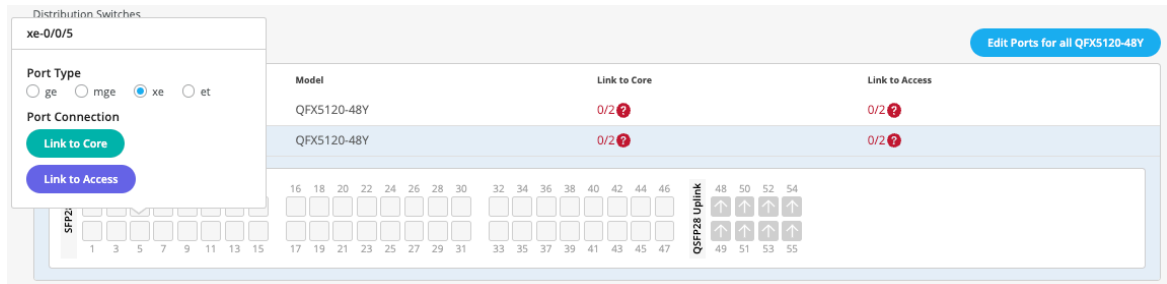 Distribution Switches
xe-0/0/5
Edit Ports for all QFX5120-48Y
Port Type
ge mge xe et
Port Connection
Link to Core
Link to Access
Model Link to Core Link to Access
QFX5120-48Y 0/2 ? 0/2 ?
QFX5120-48Y 0/2 ? 0/2 ?
16 18 20 22 24 26 28 30 32 34 36 38 40 42 44 46 48 50 52 54
SFP28
QSFP28 Uplink
1 3 5 7 9 11 13 15 17 19 21 23 25 27 29 31 33 35 37 39 41 43 45 47 49 51 53 55